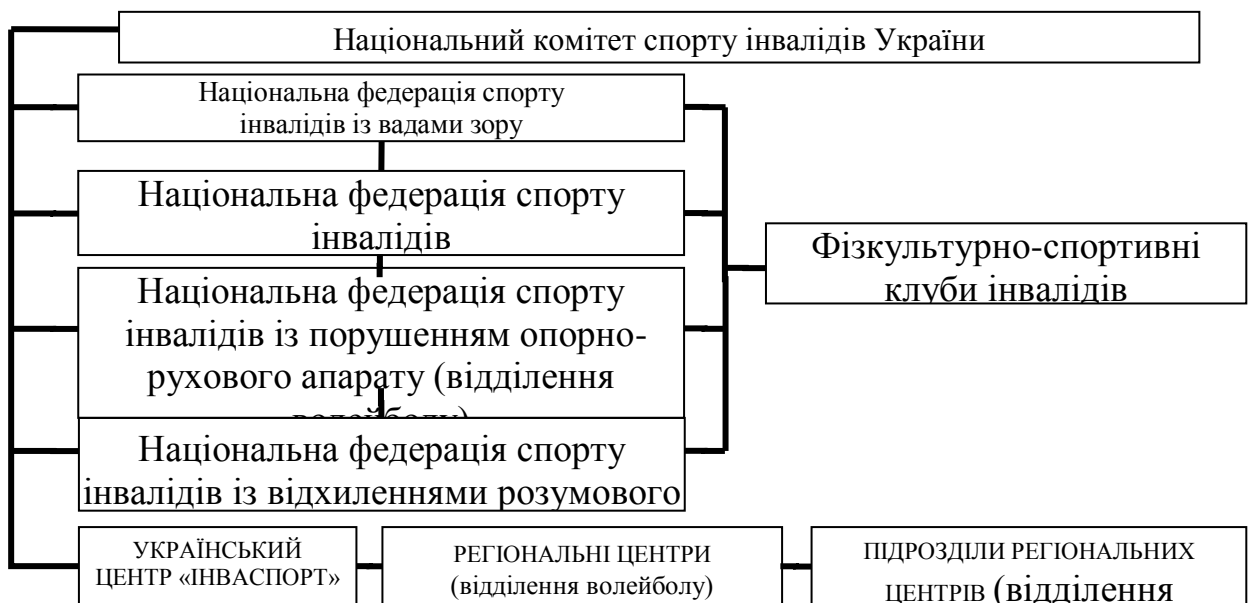 Національний комітет спорту інвалідів України
Національна федерація спорту
інвалідів із вадами зору
Національна федерація спорту
інвалідів
Національна федерація спорту
інвалідів із порушенням опорно-
рухового апарату (відділення
волейболу)
Національна федерація спорту
інвалідів із відхиленнями розумового
Фізкультурно-спортивні
клуби інвалідів
УКРАЇНСЬКИЙ
ЦЕНТР «ІНВАСПОРТ»
РЕГІОНАЛЬНІ ЦЕНТРИ
(відділення волейболу)
ПІДРОЗДІЛИ РЕГІОНАЛЬНИХ
ЦЕНТРІВ (відділення